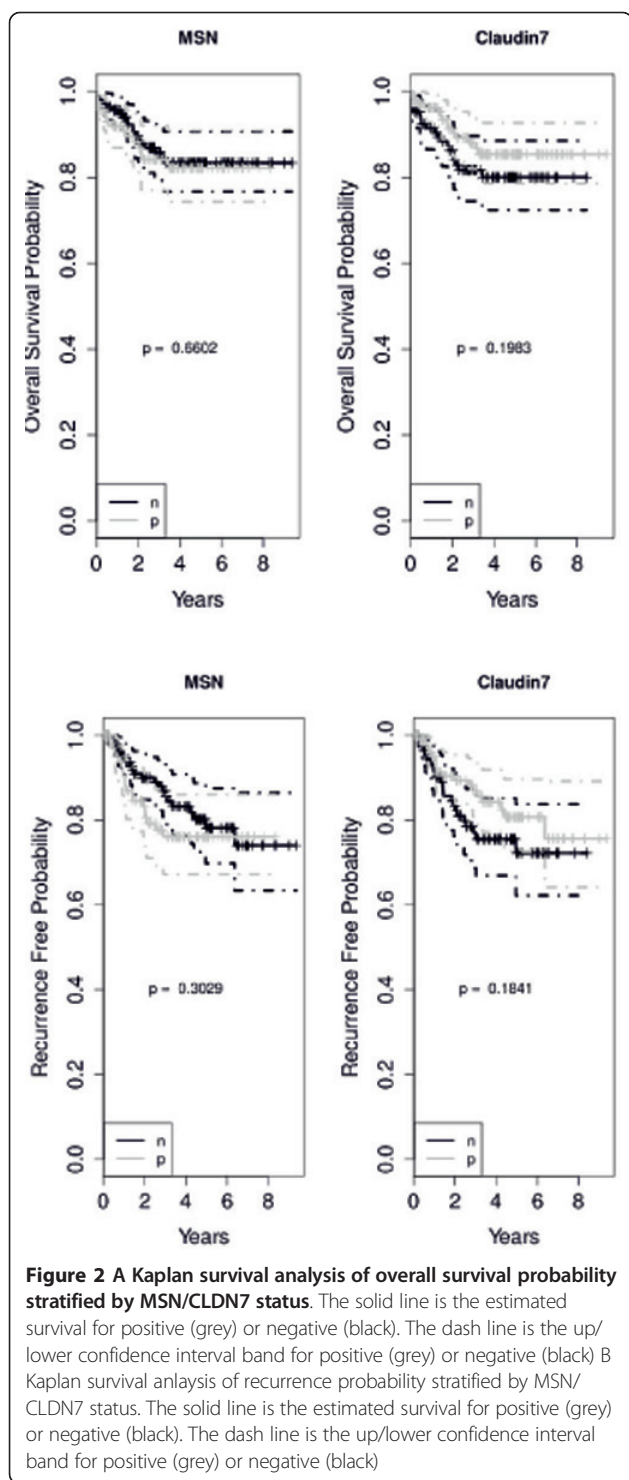 MSN
Claudin7
Overall Survival Probability
1.0
0.8
0.6
0.4
0.2
0.0
p = 0.6602
n
p
0 2 4 6 8
Years
Overall Survival Probability
1.0
0.8
0.6
0.4
0.2
0.0
p = 0.1983
n
p
0 2 4 6 8
Years
MSN
Claudin7
Recurrence Free Probability
1.0
0.8
0.6
0.4
0.2
0.0
p = 0.3029
n
p
0 2 4 6 8
Years
Recurrence Free Probability
1.0
0.8
0.6
0.4
0.2
0.0
p = 0.1841
n
p
0 2 4 6 8
Years
Figure 2 A Kaplan survival analysis of overall survival probability
stratified by MSN/CLDN7 status. The solid line is the estimated
survival for positive (grey) or negative (black). The dash line is the up/
lower confidence interval band for positive (grey) or negative (black) B
Kaplan survival anlaysis of recurrence probability stratified by MSN/
CLDN7 status. The solid line is the estimated survival for positive (grey)
or negative (black). The dash line is the up/lower confidence interval
band for positive (grey) or negative (black)